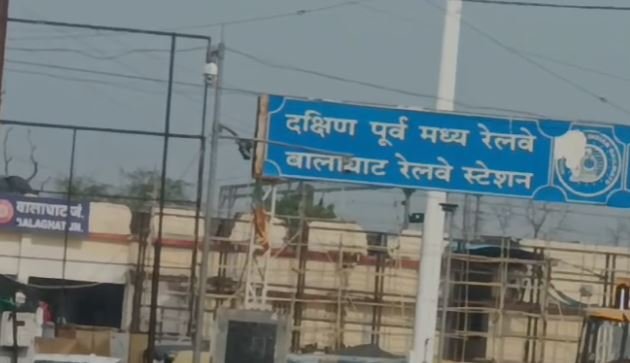 दक्षिण पूर्व मध्य रेलवे
बालाघाट रेलवे स्टेशन
बालाघाट जं.
BALAGHAT JN.